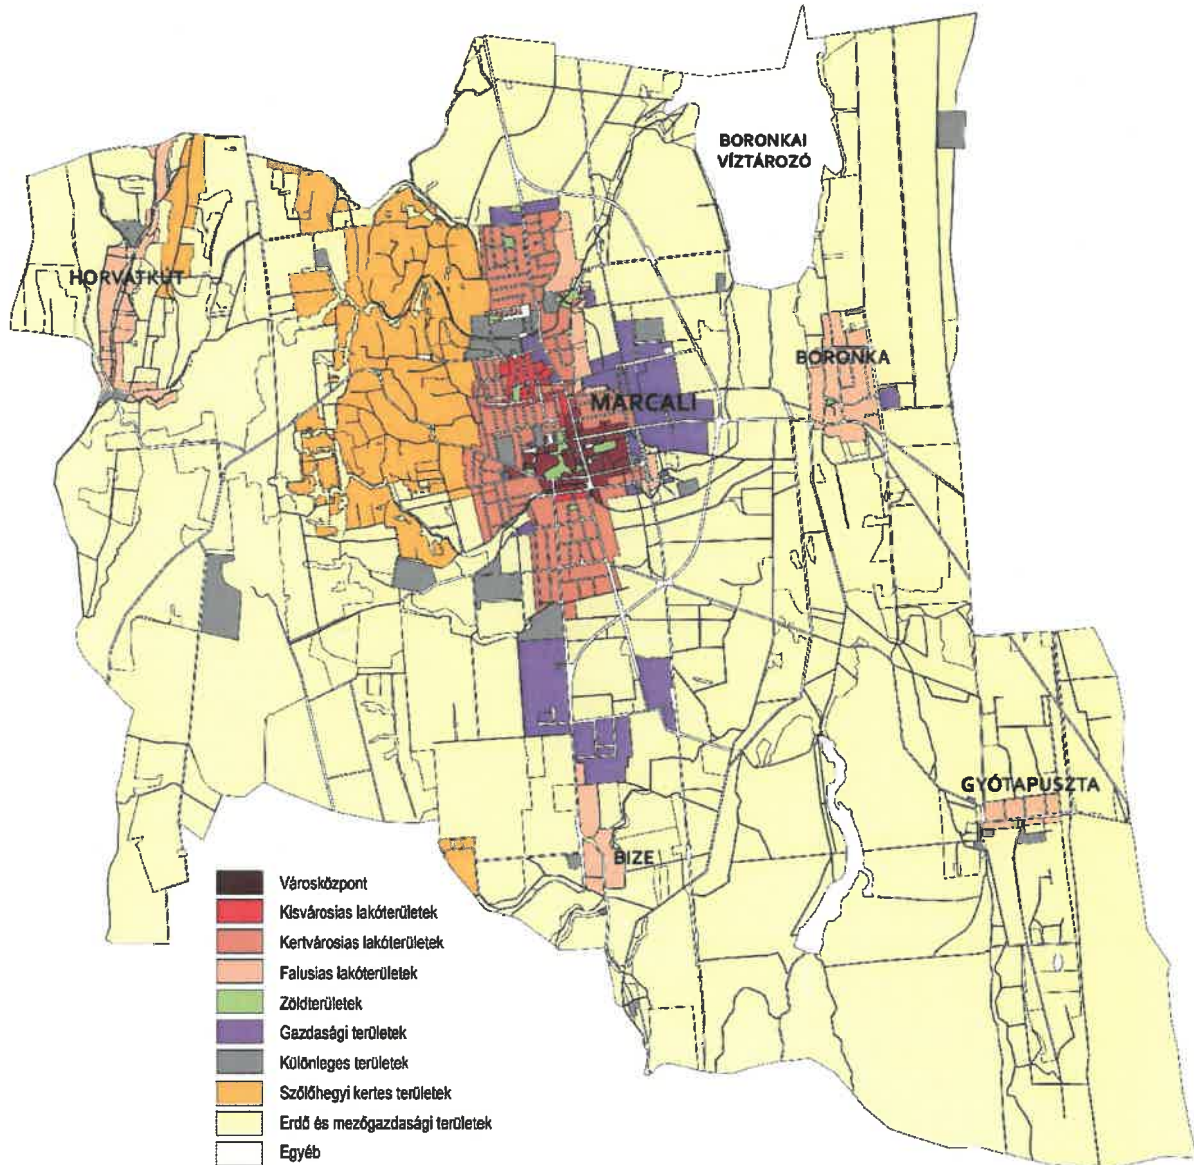 BORONKAI
VÍZTÁROZÓ
HORVÁTKÚT
BORONKA
MARCALI
GYÓTAPUSZTA
BIZE
Városközpont
Kisvárosias lakóterületek
Kertvárosias lakóterületek
Falusias lakóterületek
Zöldterületek
Gazdasági területek
Különleges területek
Szőlőhegyi kertes területek
Erdő és mezőgazdasági területek
Egyéb